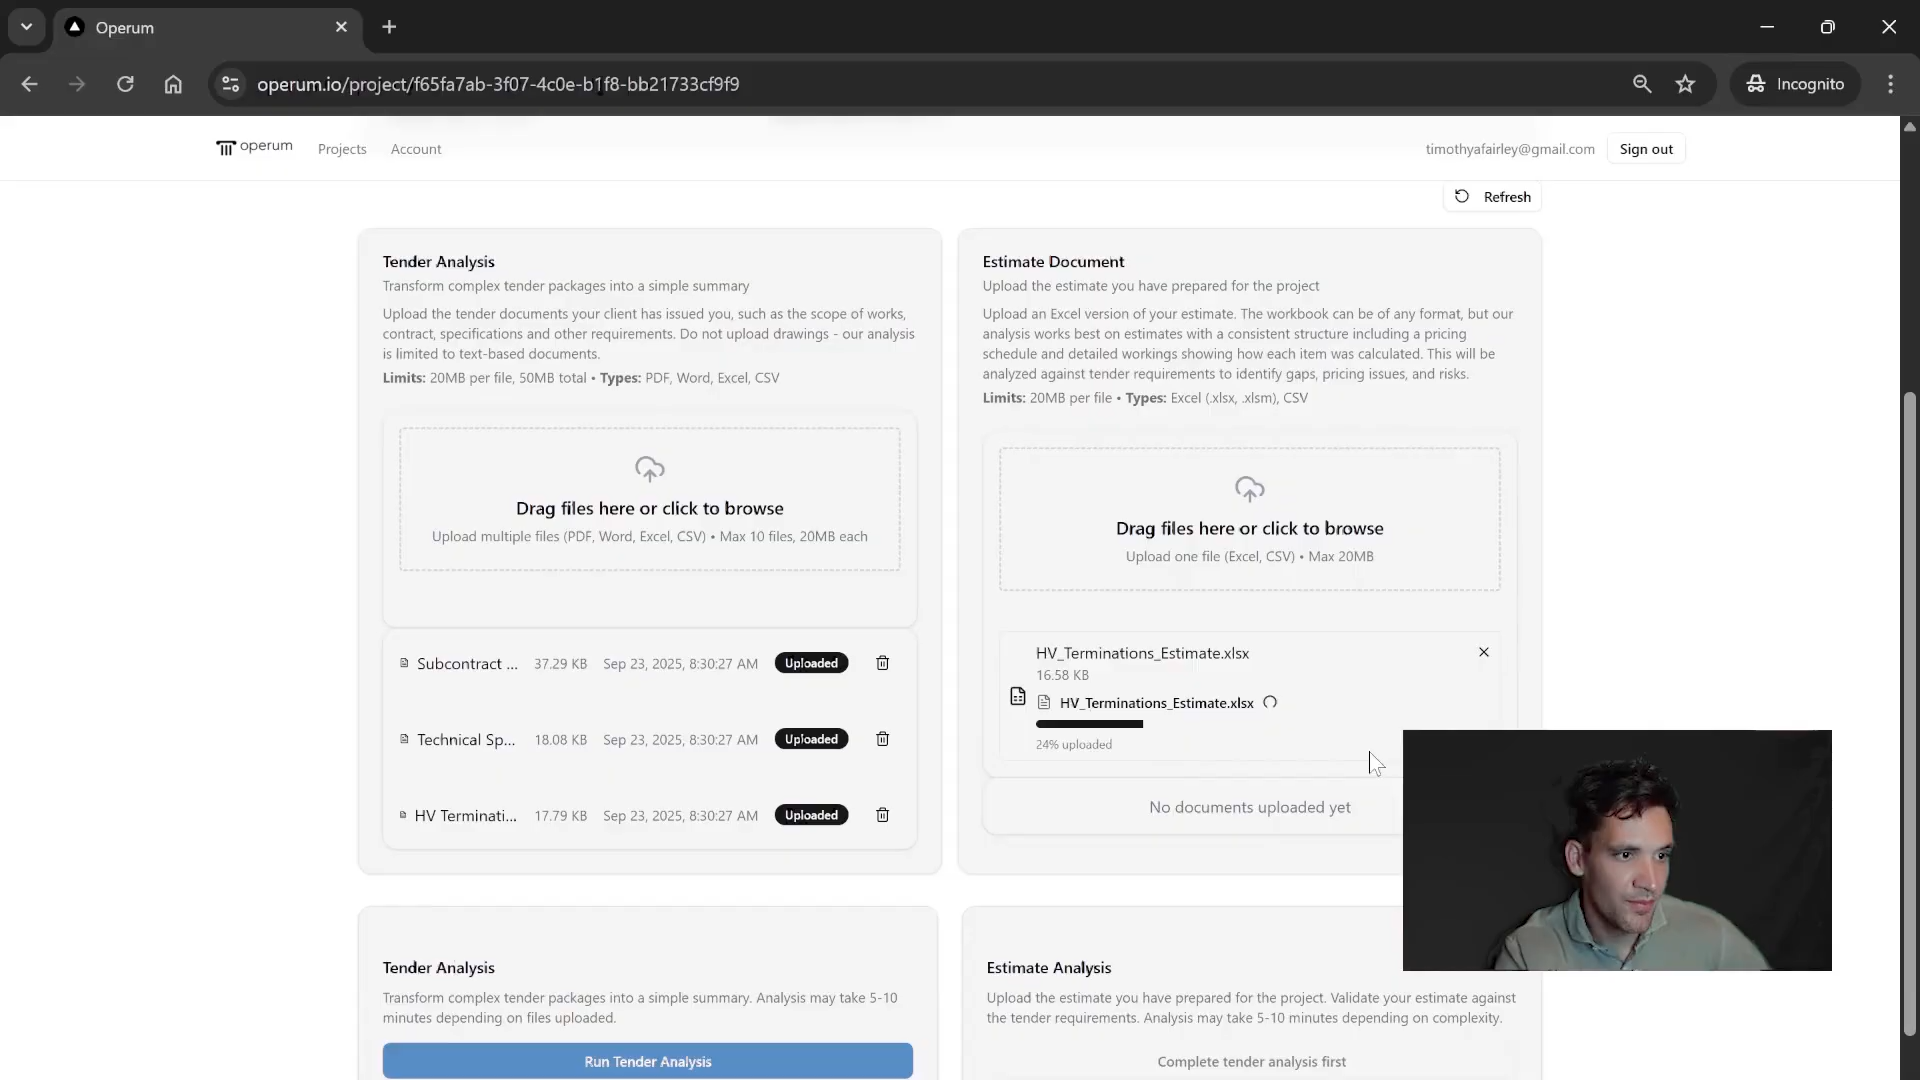 Operum
operum.io/project/f65fa7ab-3f07-4c0e-b1f8-bb21733cf9f9
Incognito
operum
Projects
Account
timothyafairley@gmail.com
Sign out
Refresh
Tender Analysis
Transform complex tender packages into a simple summary
Upload the tender documents your client has issued you, such as the scope of works,
contract, specifications and other requirements. Do not upload drawings - our analysis
is limited to text-based documents.
Limits: 20MB per file, 50MB total • Types: PDF, Word, Excel, CSV
Drag files here or click to browse
Upload multiple files (PDF, Word, Excel, CSV) • Max 10 files, 20MB each
Subcontract ... 37.29 KB Sep 23, 2025, 8:30:27 AM Uploaded
Technical Sp... 18.08 KB Sep 23, 2025, 8:30:27 AM Uploaded
HV Terminati... 17.79 KB Sep 23, 2025, 8:30:27 AM Uploaded
Estimate Document
Upload the estimate you have prepared for the project
Upload an Excel version of your estimate. The workbook can be of any format, but our
analysis works best on estimates with a consistent structure including a pricing
schedule and detailed workings showing how each item was calculated. This will be
analyzed against tender requirements to identify gaps, pricing issues, and risks.
Limits: 20MB per file • Types: Excel (.xlsx, .xlsm), CSV
Drag files here or click to browse
Upload one file (Excel, CSV) • Max 20MB
HV_Terminations_Estimate.xlsx
16.58 KB
HV_Terminations_Estimate.xlsx
24% uploaded
No documents uploaded yet
Tender Analysis
Transform complex tender packages into a simple summary. Analysis may take 5-10
minutes depending on files uploaded.
Run Tender Analysis
Estimate Analysis
Upload the estimate you have prepared for the project. Validate your estimate against
the tender requirements. Analysis may take 5-10 minutes depending on complexity.
Complete tender analysis first